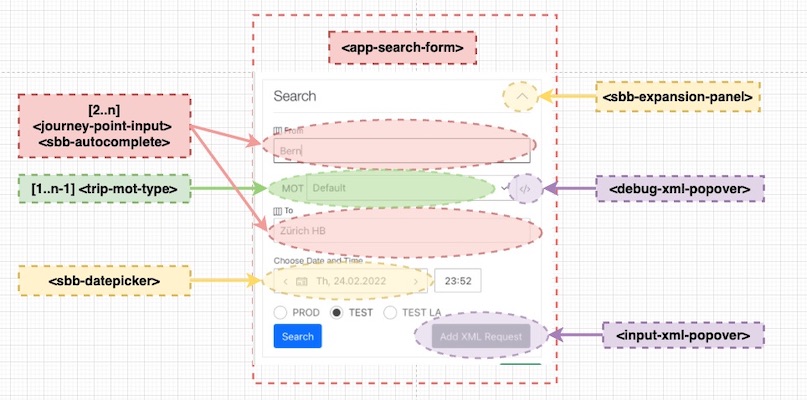 <app-search-form>
Search
<sbb-expansion-panel>
[2..n]
<journey-point-input>
<sbb-autocomplete>
From
Bern
[1..n-1] <trip-mot-type>
MOT Default
</>
<debug-xml-popover>
To
Zürich HB
Choose Date and Time
<sbb-datepicker>
Th, 24.02.2022
23:52
PROD TEST TEST LA
Search
Add XML Request
<input-xml-popover>